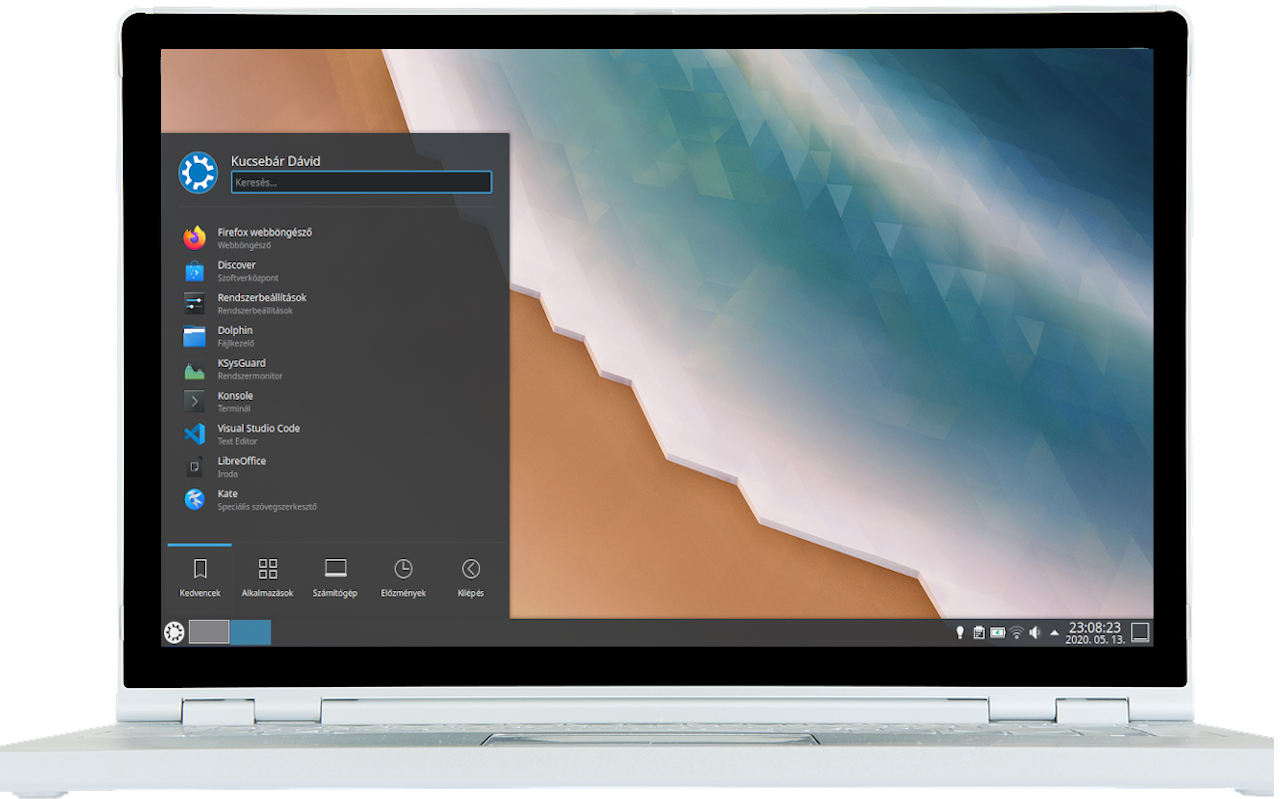 Kucsebár Dávid
Keresés...
Firefox webböngésző
Webböngésző
Discover
Szoftverközpont
Rendszerbeállítások
Rendszerbeállítások
Dolphin
Fájlkezelő
KSysGuard
Rendszermonitor
Konsole
Terminál
Visual Studio Code
Text Editor
LibreOffice
Iroda
Kate
Speciális szövegszerkesztő
Kedvencek Alkalmazások Számítógép Előzmények Kilépés
23:08:23
2020. 05. 13.